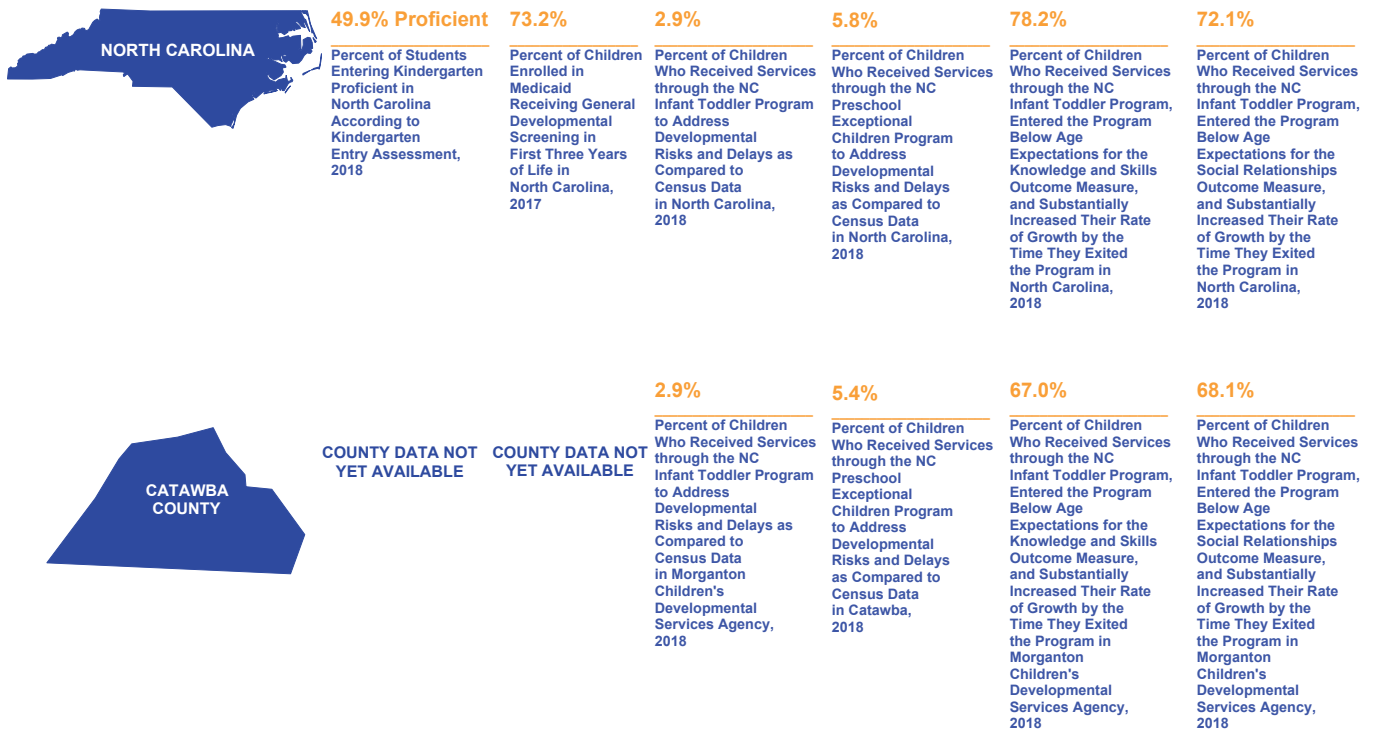 NORTH CAROLINA
49.9% Proficient
Percent of Students
Entering Kindergarten
Proficient in
North Carolina
According to
Kindergarten
Entry Assessment,
2018
73.2%
Percent of Children
Enrolled in
Medicaid
Receiving General
Developmental
Screening in
First Three Years
of Life in
North Carolina,
2017
2.9%
Percent of Children
Who Received Services
through the NC
Infant Toddler Program
to Address
Developmental
Risks and Delays as
Compared to
Census Data
in North Carolina,
2018
5.8%
Percent of Children
Who Received Services
through the NC
Preschool
Exceptional
Children Program
to Address
Developmental
Risks and Delays
as Compared to
Census Data
in North Carolina,
2018
78.2%
Percent of Children
Who Received Services
through the NC
Infant Toddler Program,
Entered the Program
Below Age
Expectations for the
Knowledge and Skills
Outcome Measure,
and Substantially
Increased Their Rate
of Growth by the
Time They Exited
the Program in
North Carolina,
2018
72.1%
Percent of Children
Who Received Services
through the NC
Infant Toddler Program,
Entered the Program
Below Age
Expectations for the
Social Relationships
Outcome Measure,
and Substantially
Increased Their Rate
of Growth by the
Time They Exited
the Program in
North Carolina,
2018
CATAWBA
COUNTY
COUNTY DATA NOT
YET AVAILABLE
COUNTY DATA NOT
YET AVAILABLE
2.9%
Percent of Children
Who Received Services
through the NC
Infant Toddler Program
to Address
Developmental
Risks and Delays as
Compared to
Census Data
in Morganton
Children's
Developmental
Services Agency,
2018
5.4%
Percent of Children
Who Received Services
through the NC
Preschool
Exceptional
Children Program
to Address
Developmental
Risks and Delays
as Compared to
Census Data
in Catawba,
2018
67.0%
Percent of Children
Who Received Services
through the NC
Infant Toddler Program,
Entered the Program
Below Age
Expectations for the
Knowledge and Skills
Outcome Measure,
and Substantially
Increased Their Rate
of Growth by the
Time They Exited
the Program in
Morganton
Children's
Developmental
Services Agency,
2018
68.1%
Percent of Children
Who Received Services
through the NC
Infant Toddler Program,
Entered the Program
Below Age
Expectations for the
Social Relationships
Outcome Measure,
and Substantially
Increased Their Rate
of Growth by the
Time They Exited
the Program in
Morganton
Children's
Developmental
Services Agency,
2018